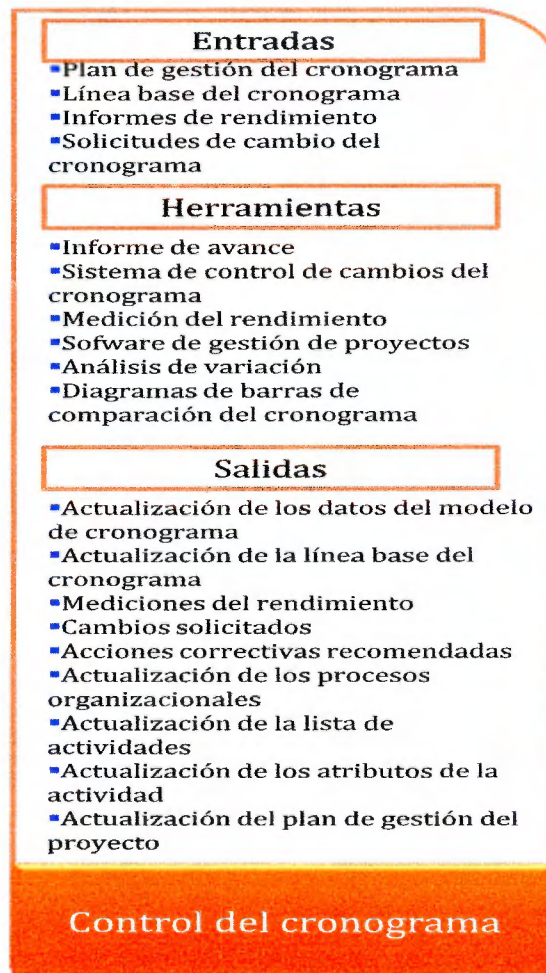 Entradas
▪Plan de gestión del cronograma
▪Línea base del cronograma
▪Informes de rendimiento
▪Solicitudes de cambio del
cronograma
Herramientas
▪Informe de avance
▪Sistema de control de cambios del
cronograma
▪Medición del rendimiento
▪Sofware de gestión de proyectos
▪Análisis de variación
▪Diagramas de barras de
comparación del cronograma
Salidas
▪Actualización de los datos del modelo
de cronograma
▪Actualización de la línea base del
cronograma
▪Mediciones del rendimiento
▪Cambios solicitados
▪Acciones correctivas recomendadas
▪Actualización de los procesos
organizacionales
▪Actualización de la lista de
actividades
▪Actualización de los atributos de la
actividad
▪Actualización del plan de gestión del
proyecto
Control del cronograma